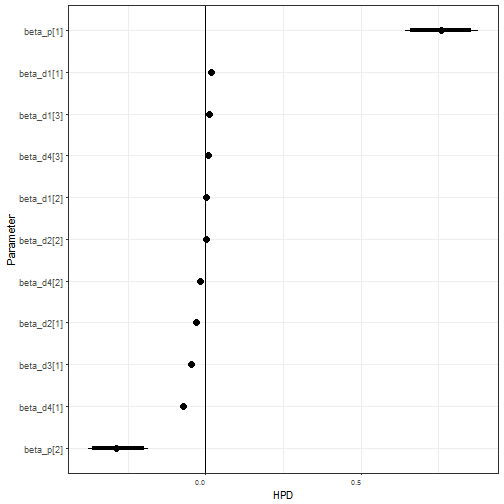 beta_p[1]
beta_d1[1]
beta_d1[3]
beta_d4[3]
beta_d1[2]
beta_d2[2]
beta_d4[2]
beta_d2[1]
beta_d3[1]
beta_d4[1]
beta_p[2]
Parameter
0.0 0.5
HPD